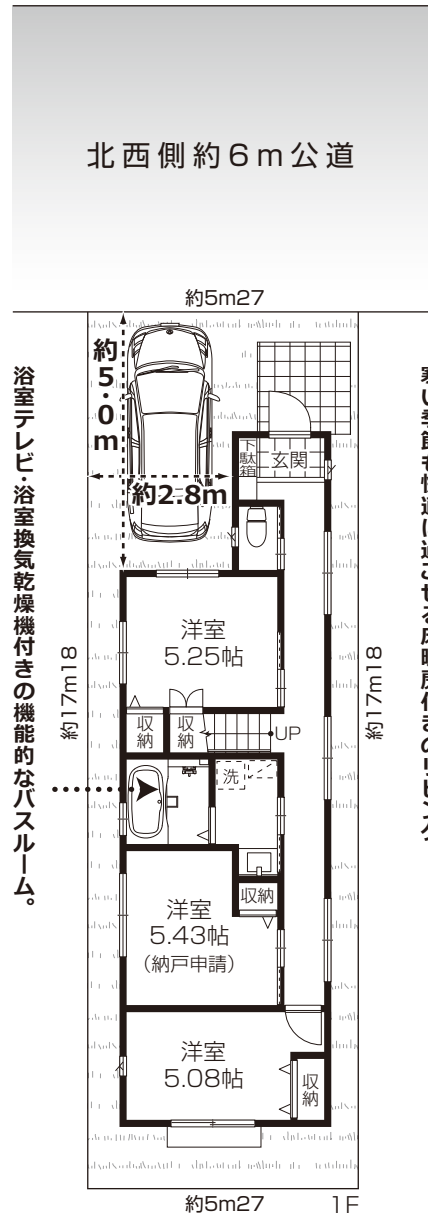 北西側約6m公道
約5m27
約5.0m
約2.8m
下駄箱
玄関
浴室テレビ・浴室換気乾燥機付きの機能的なバスルーム。
約17m18
約17m18
洋室
5.25帖
収納
収納
UP
洗
収納
洋室
5.43帖
(納戸申請)
洋室
5.08帖
収納
約5m27
1F